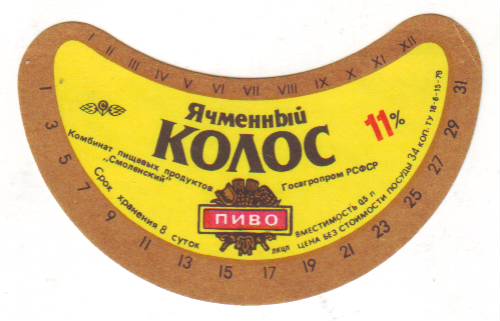 I II III IV V VI VII VIII IX X XI XII
Ячменный
КОЛОС
11%
Комбинат пищевых продуктов
„Смоленский"
Срок хранения 8 суток
ПИВО
Госагропром РСФСР
ВМЕСТИМОСТЬ 0,5 л
ЦЕНА БЕЗ СТОИМОСТИ ПОСУДЫ 34 КОП. ТУ 18-6-15-79
1 3 5 7 9 11 13 15 17 19 21 23 25 27 29 31